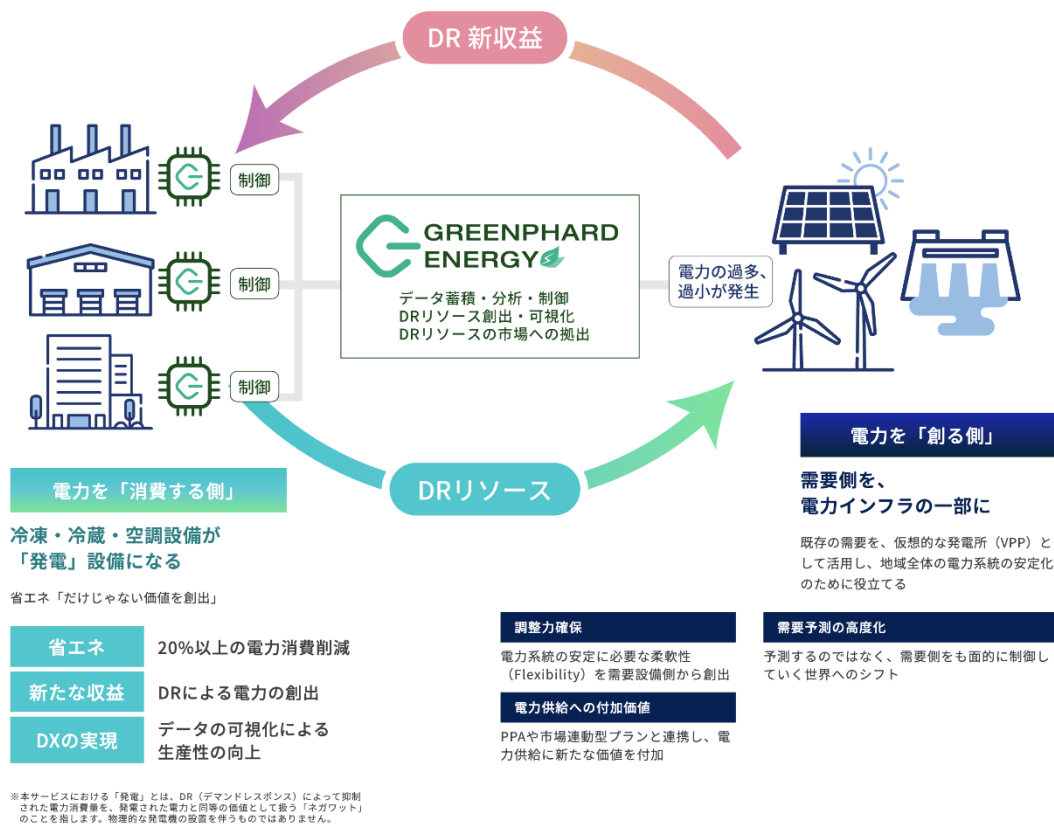 DR 新収益
制御
制御
制御
GREENPHARD
ENERGY
データ蓄積・分析・制御
DRリソース創出・可視化
DRリソースの市場への拠出
電力の過多、
過小が発生
DRリソース
電力を「消費する側」
冷凍・冷蔵・空調設備が
「発電」設備になる
省エネ「だけじゃない価値を創出」
省エネ
20%以上の電力消費削減
新たな収益
DRによる電力の創出
DXの実現
データの可視化による
生産性の向上
※本サービスにおける「発電」とは、DR（デマンドレスポンス）によって抑制
された電力消費量を、発電された電力と同等の価値として扱う「ネガワット」
のことを指します。物理的な発電機の設置を伴うものではありません。
電力を「創る側」
需要側を、
電力インフラの一部に
既存の需要を、仮想的な発電所（VPP）と
して活用し、地域全体の電力系統の安定化
のために役立てる
調整力確保
電力系統の安定に必要な柔軟性
（Flexibility）を需要設備側から創出
電力供給への付加価値
PPAや市場連動型プランと連携し、電
力供給に新たな価値を付加
需要予測の高度化
予測するのではなく、需要側をも面的に制御し
ていく世界へのシフト